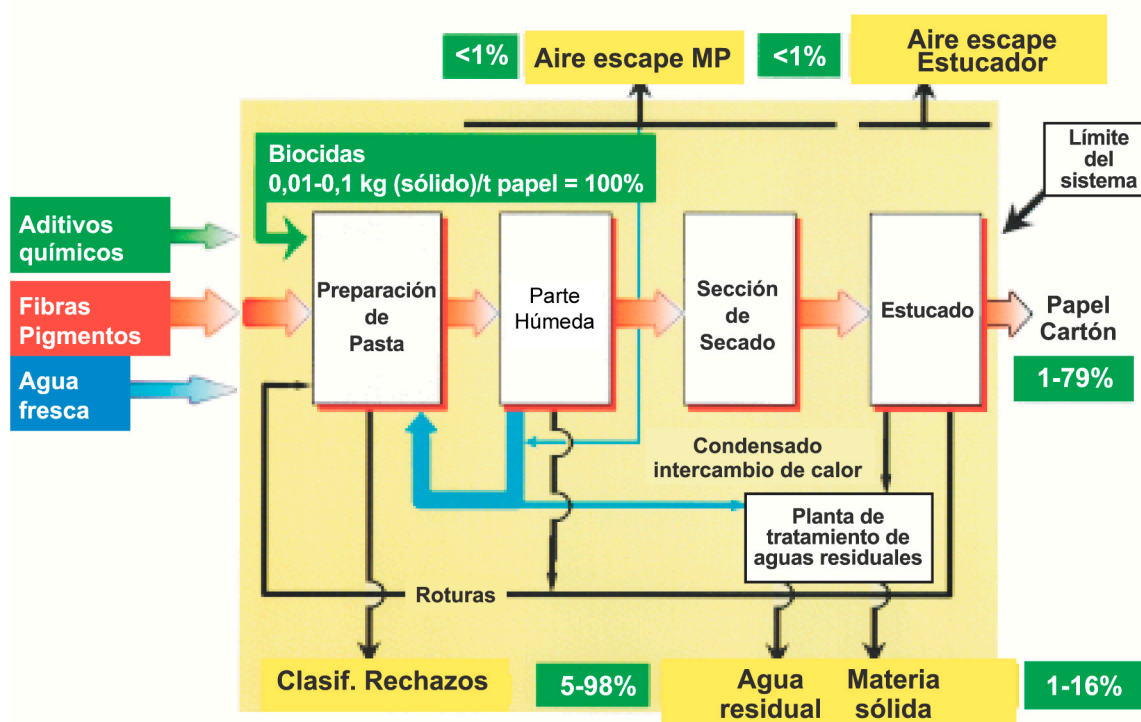 <1%
Aire escape MP
<1%
Aire escape
Estucador
Límite
del
sistema
Biocidas
0,01-0,1 kg (sólido)/t papel = 100%
Aditivos
químicos
Fibras
Pigmentos
Agua
fresca
Preparación
de
Pasta
Parte
Húmeda
Sección
de
Secado
Estucado
Papel
Cartón
1-79%
Condensado
intercambio de calor
Planta de
tratamiento de
aguas residuales
Roturas
Clasif. Rechazos
5-98%
Agua
residual
Materia
sólida
1-16%